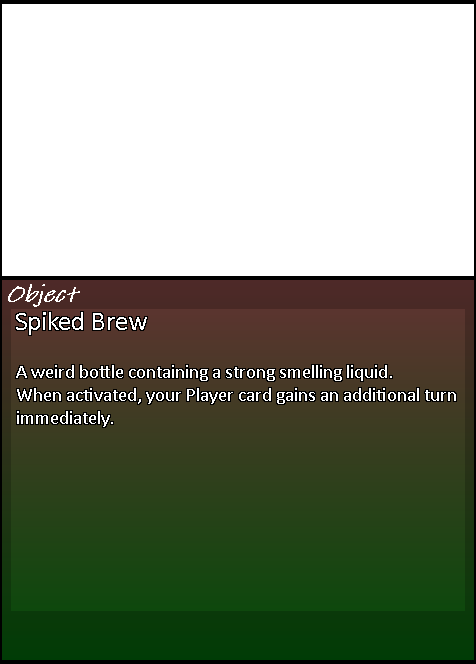 Object
Spiked Brew
A weird bottle containing a strong smelling liquid.
When activated, your Player card gains an additional turn
immediately.